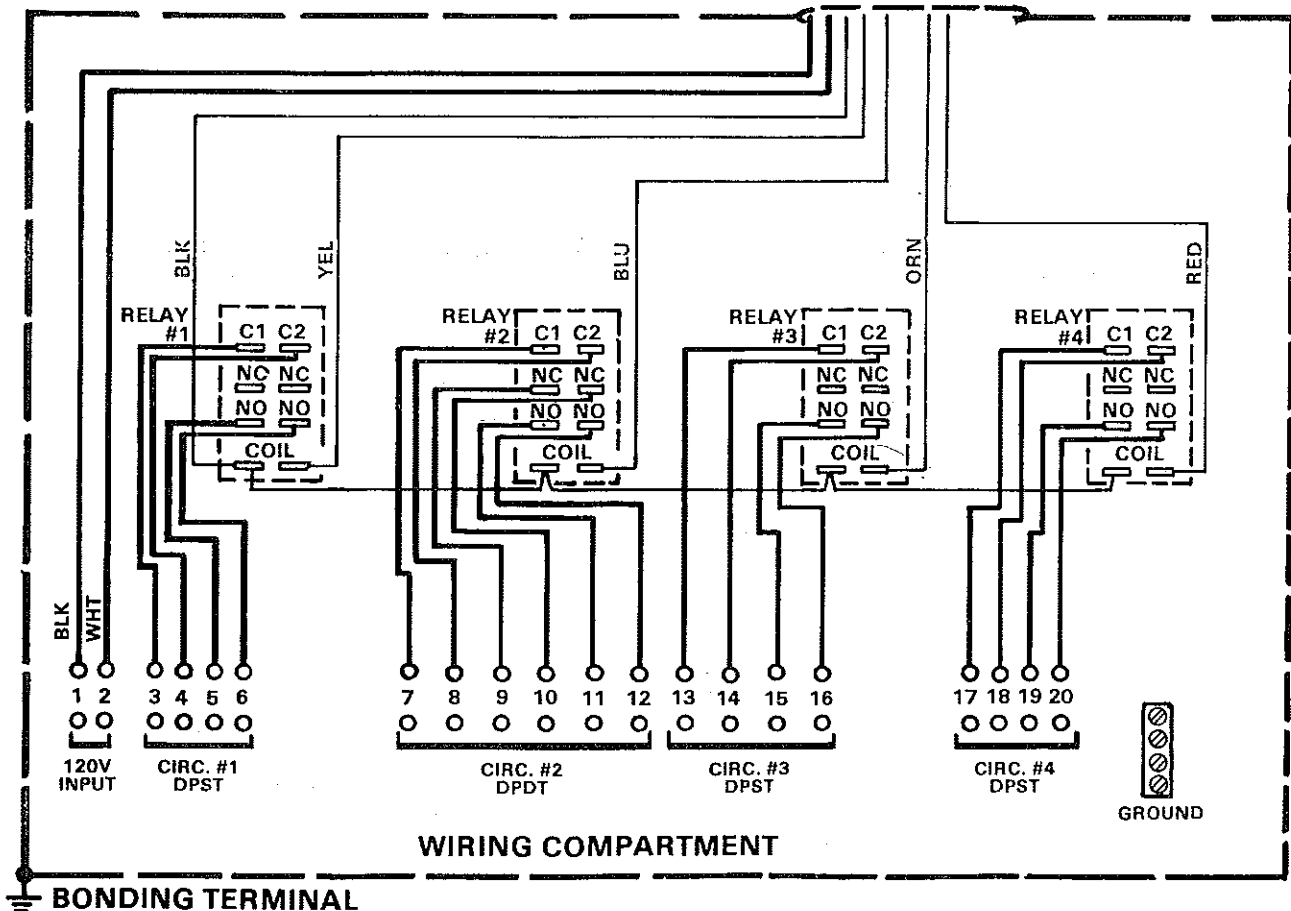 BLK
YEL
BLU
ORN
RED
RELAY
#1
C1 C2
NC NC
NO NO
COIL
RELAY
#2
C1 C2
NC NC
NO NO
COIL
RELAY
#3
C1 C2
NC NC
NO NO
COIL
RELAY
#4
C1 C2
NC NC
NO NO
COIL
BLK
WHT
1 2 3 4 5 6 7 8 9 10 11 12 13 14 15 16 17 18 19 20
120V
INPUT
CIRC. #1
DPST
CIRC. #2
DPDT
CIRC. #3
DPST
CIRC. #4
DPST
GROUND
WIRING COMPARTMENT
BONDING TERMINAL